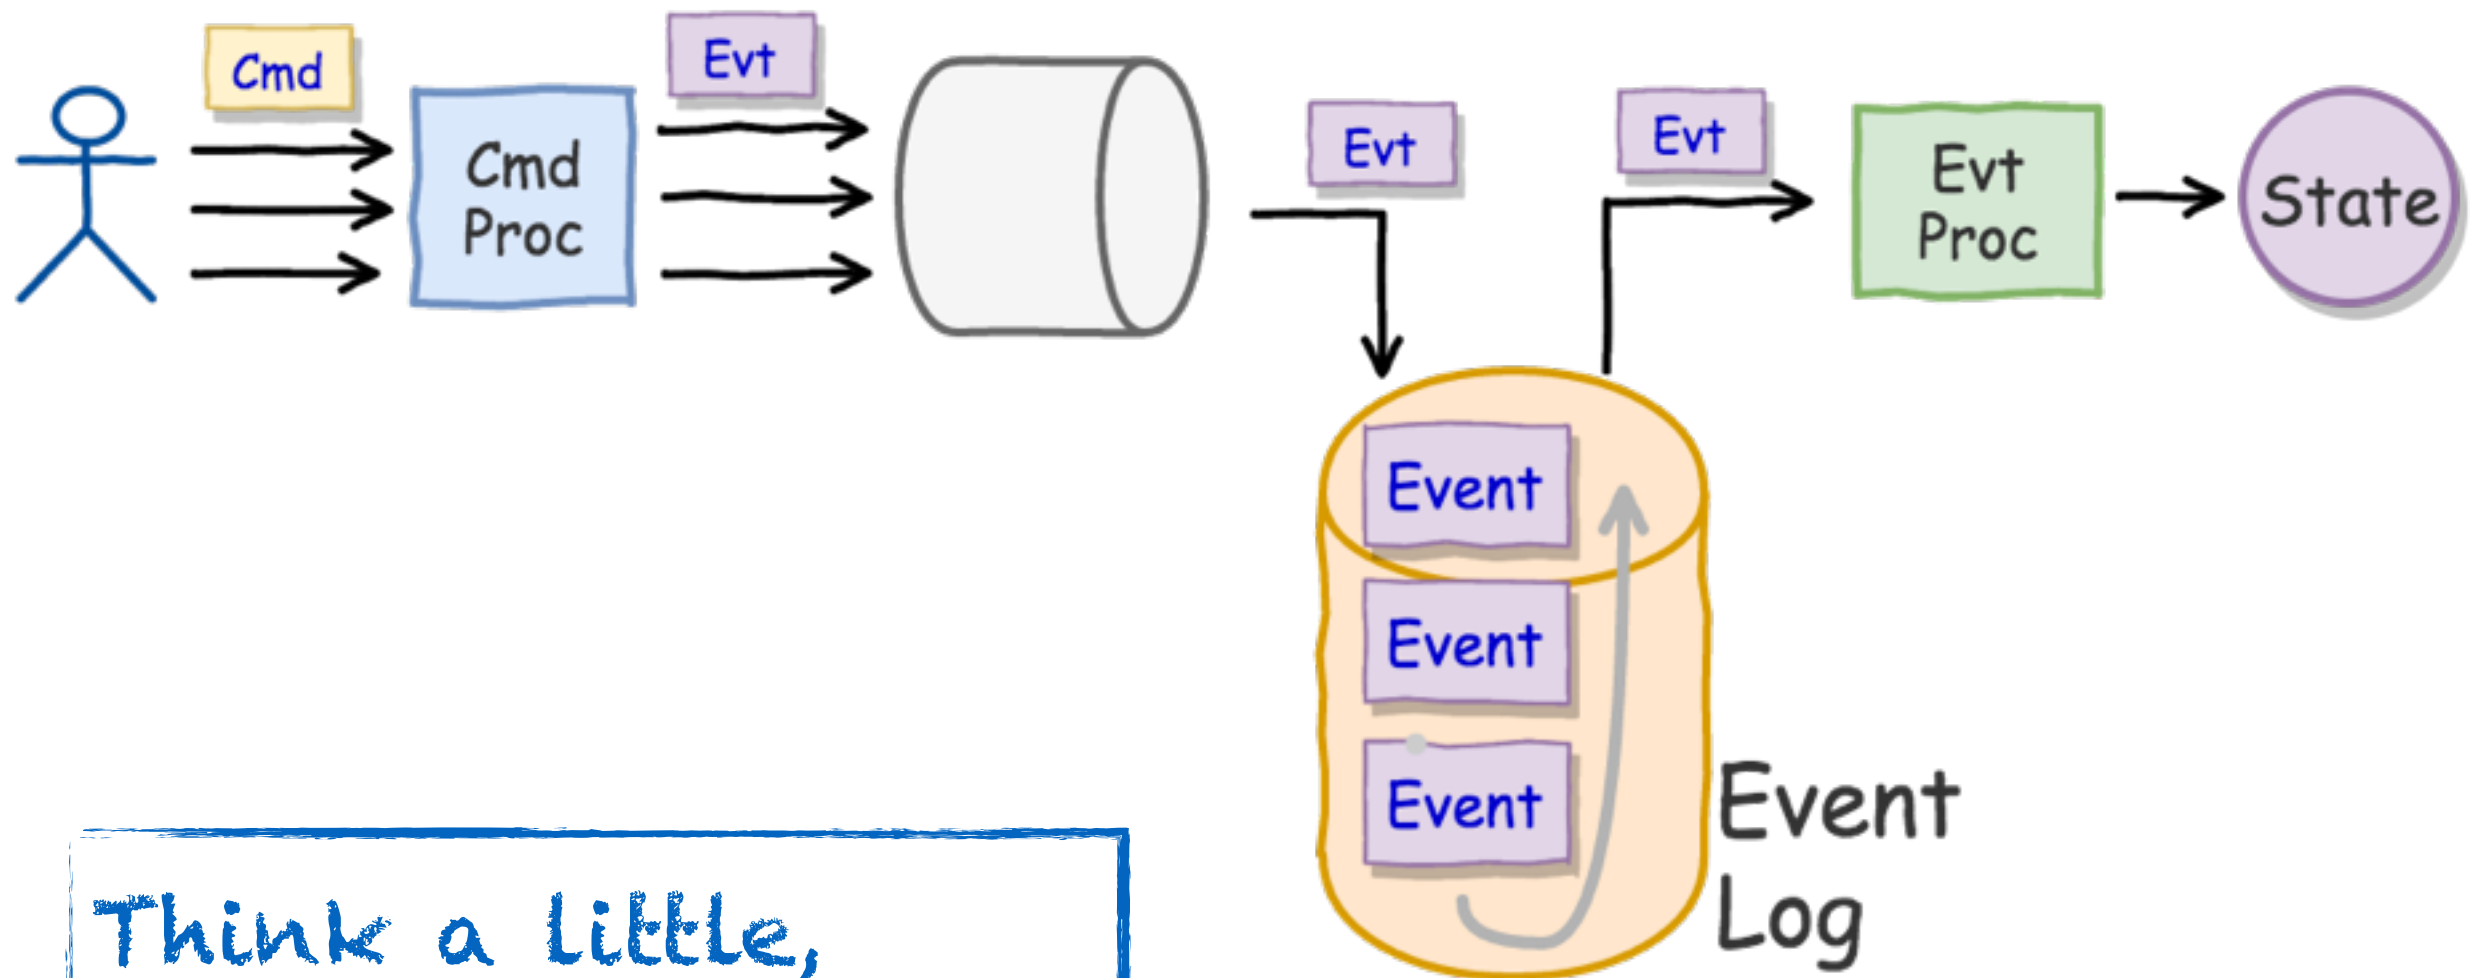 Cmd
Cmd
Proc
Evt
Evt
Evt
Evt
Proc
State
Event
Event
Event
Event
Log
Think a little,